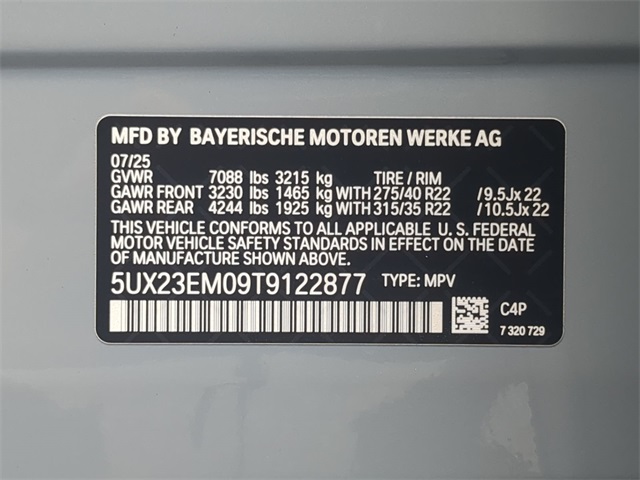 MFD BY BAYERISCHE MOTOREN WERKE AG
07/25
GVWR 7088 lbs 3215 kg TIRE / RIM
GAWR FRONT 3230 lbs 1465 kg WITH 275/40 R22 /9.5Jx 22
GAWR REAR 4244 lbs 1925 kg WITH 315/35 R22 /10.5Jx 22
THIS VEHICLE CONFORMS TO ALL APPLICABLE U. S. FEDERAL
MOTOR VEHICLE SAFETY STANDARDS IN EFFECT ON THE DATE
OF MANUFACTURE SHOWN ABOVE.
5UX23EM09T9122877 TYPE: MPV
C4P
7 320 729